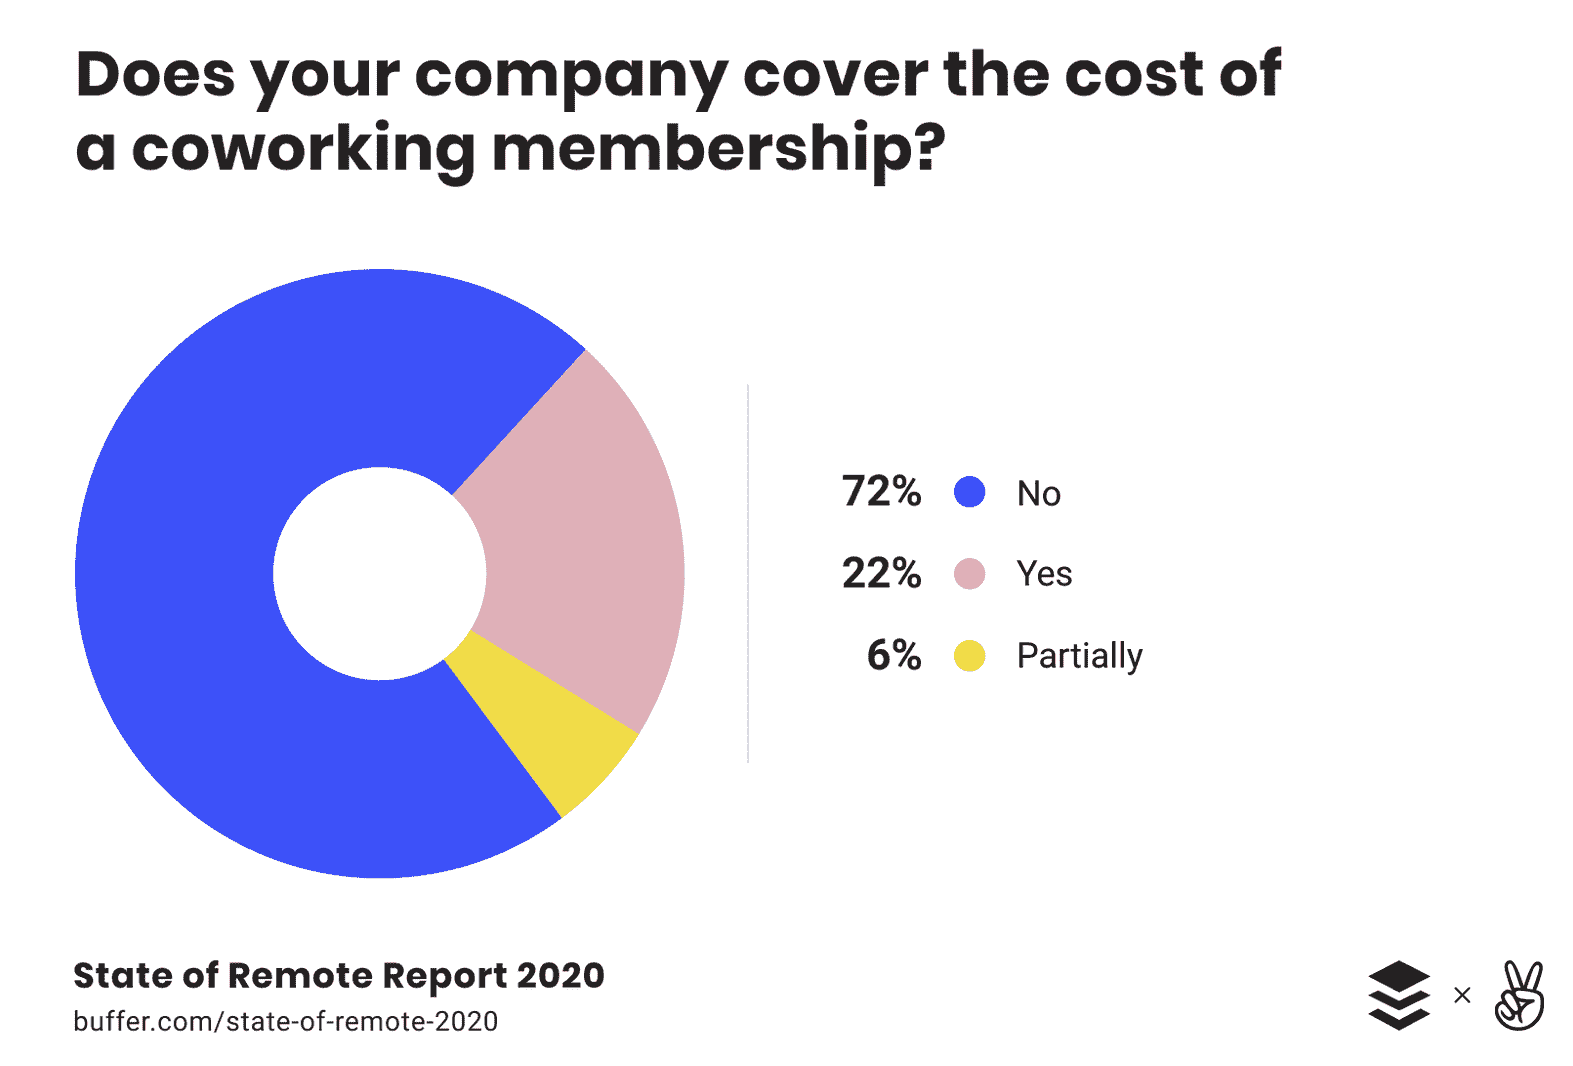 Does your company cover the cost of
a coworking membership?
72% No
22% Yes
6% Partially
State of Remote Report 2020
buffer.com/state-of-remote-2020
×